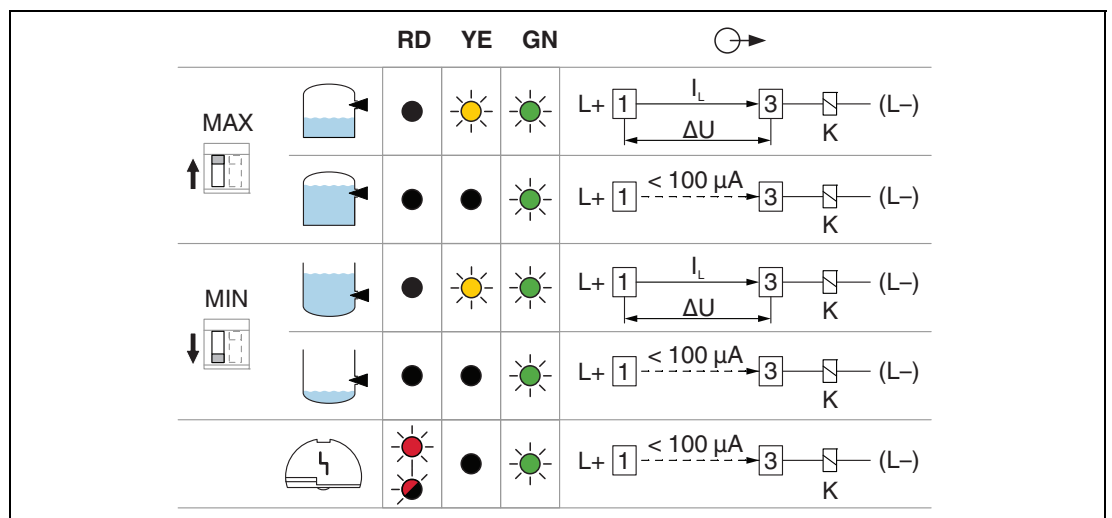 RD YE GN
MAX
L+ 1 I_L 3 (L–)
ΔU K
L+ 1 < 100 µA 3 (L–)
K
MIN
L+ 1 I_L 3 (L–)
ΔU K
L+ 1 < 100 µA 3 (L–)
K
L+ 1 < 100 µA 3 (L–)
K